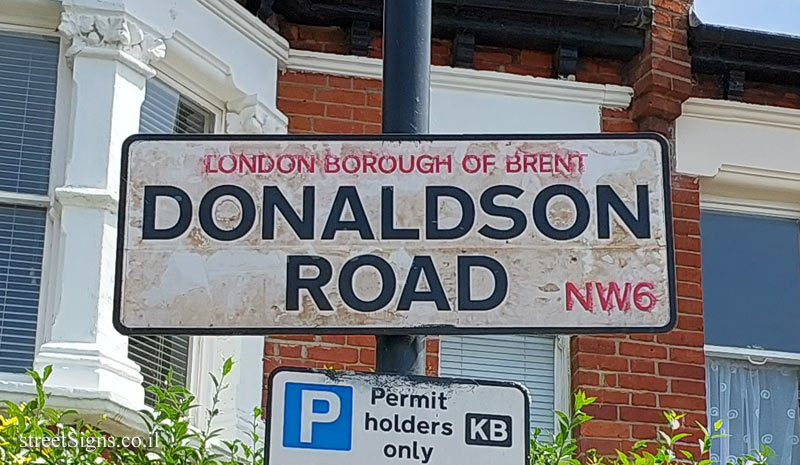 LONDON BOROUGH OF BRENT
DONALDSON
ROAD
NW6
P
Permit
holders
only
KB
streetSigns.co.il